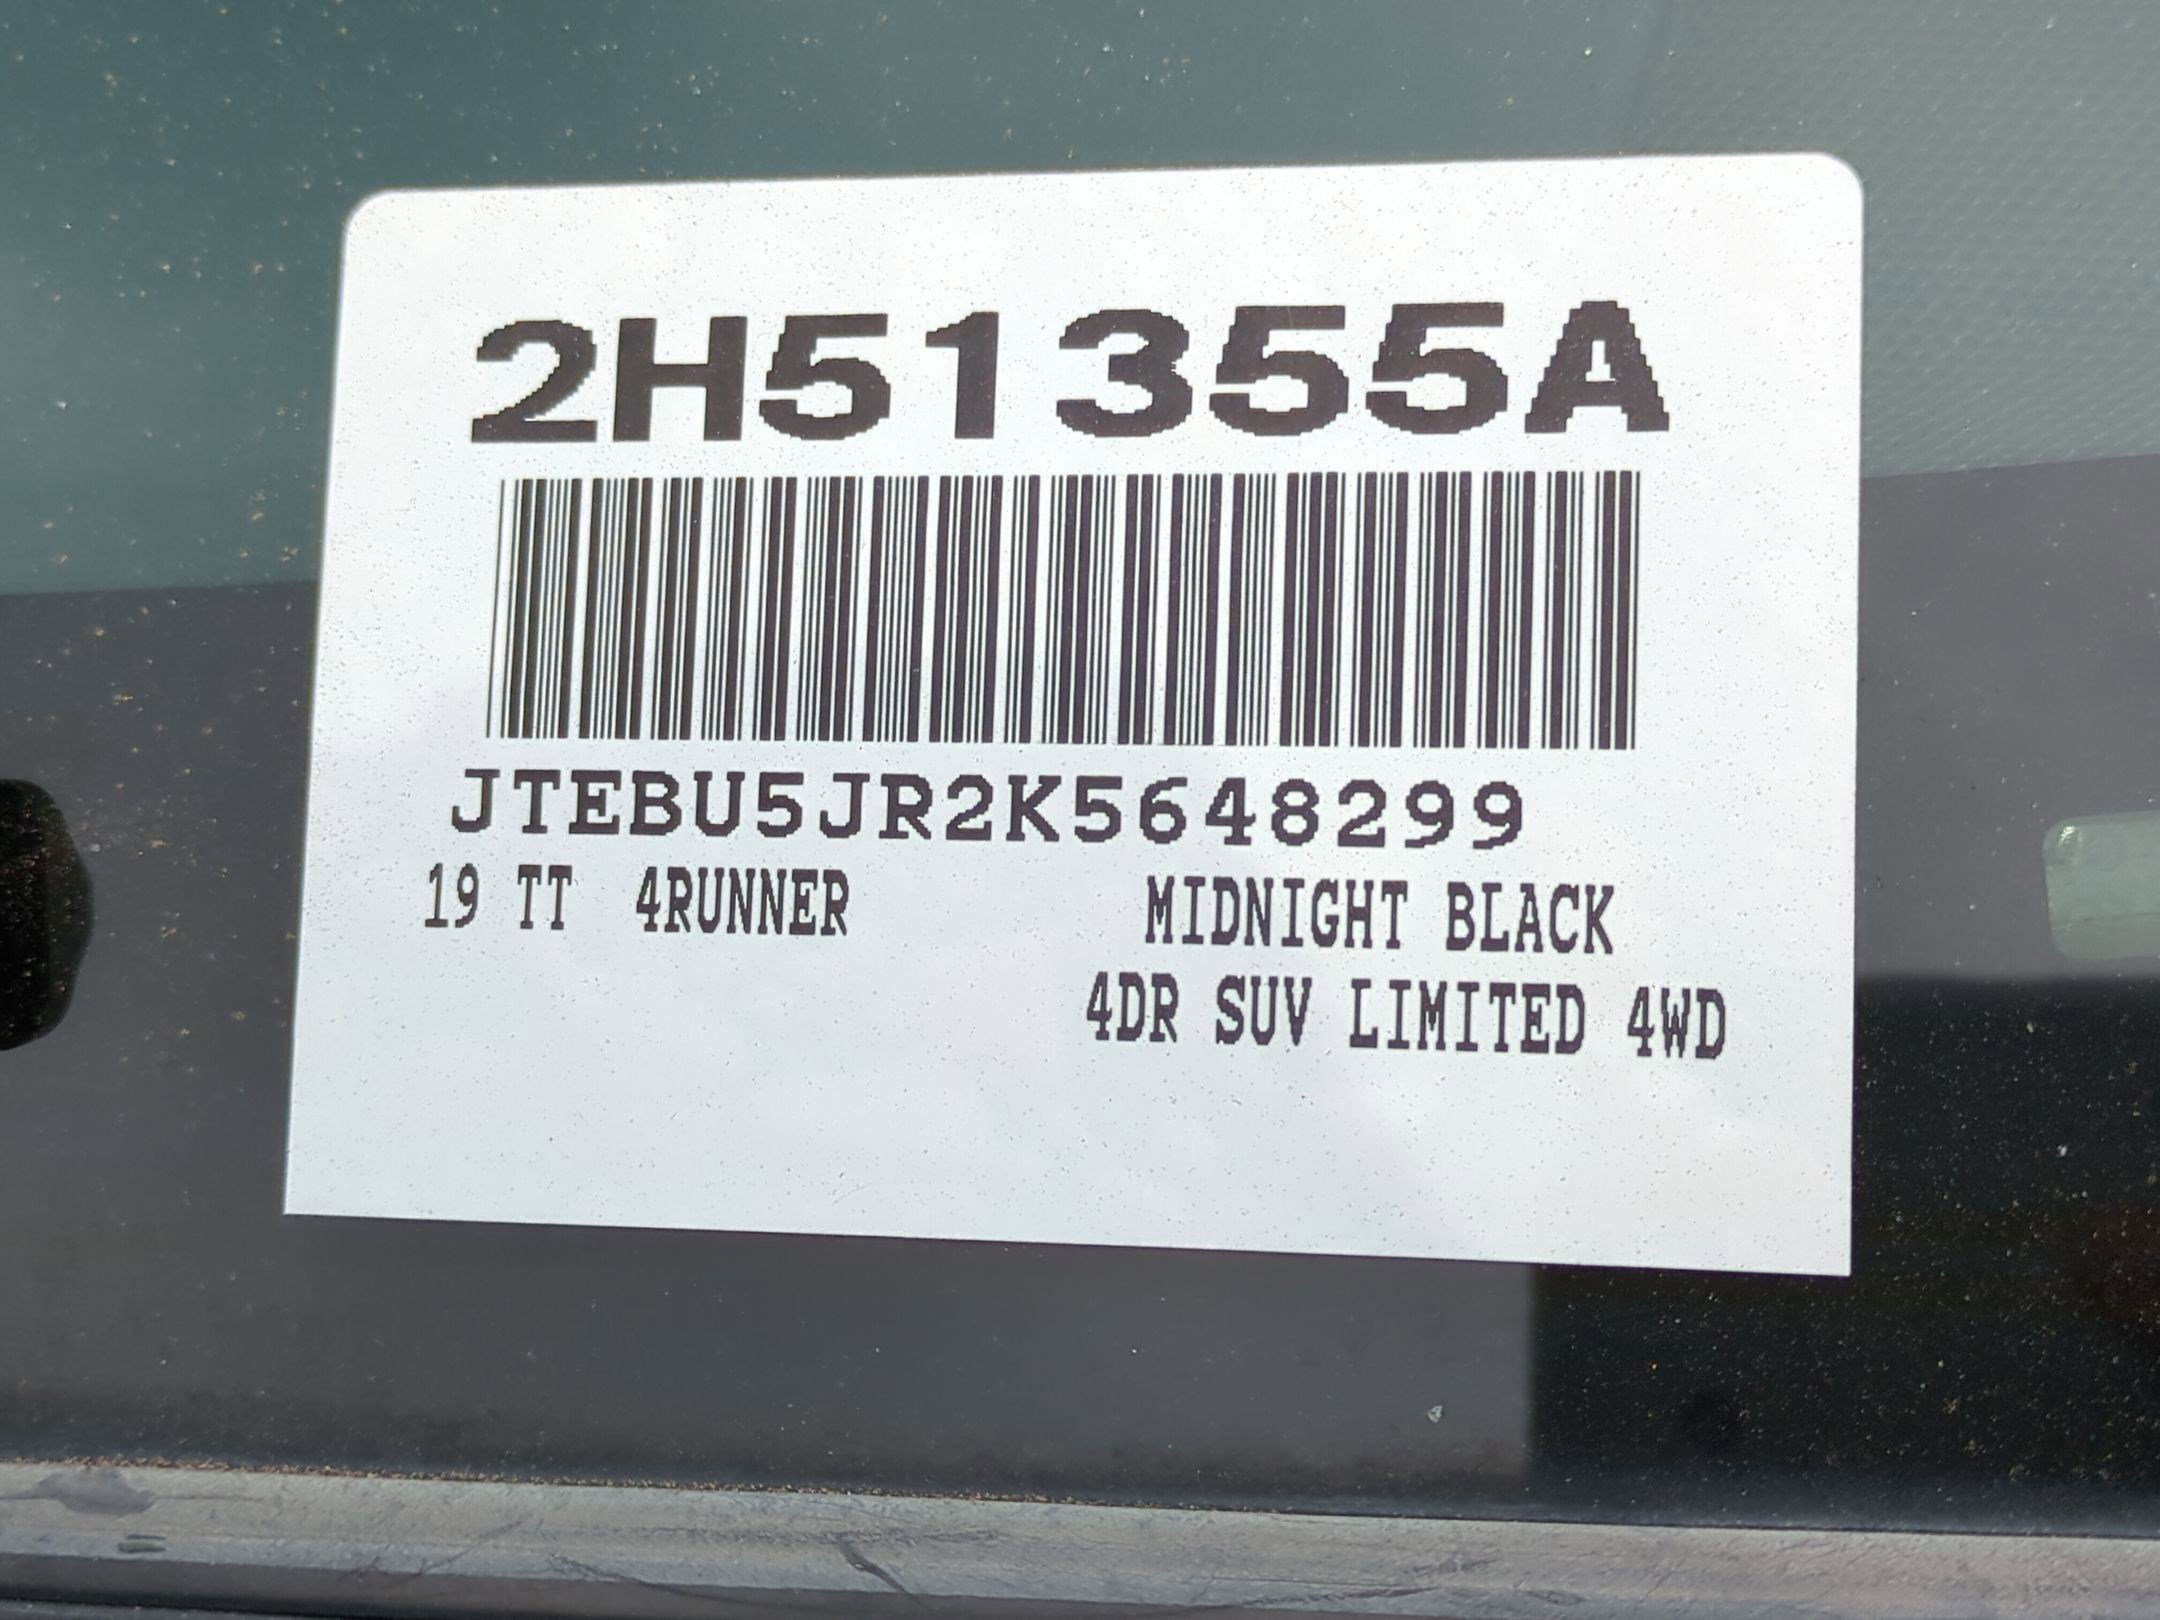 2H51355A
JTEBU5JR2K5648299
19 TT 4RUNNER MIDNIGHT BLACK
4DR SUV LIMITED 4WD